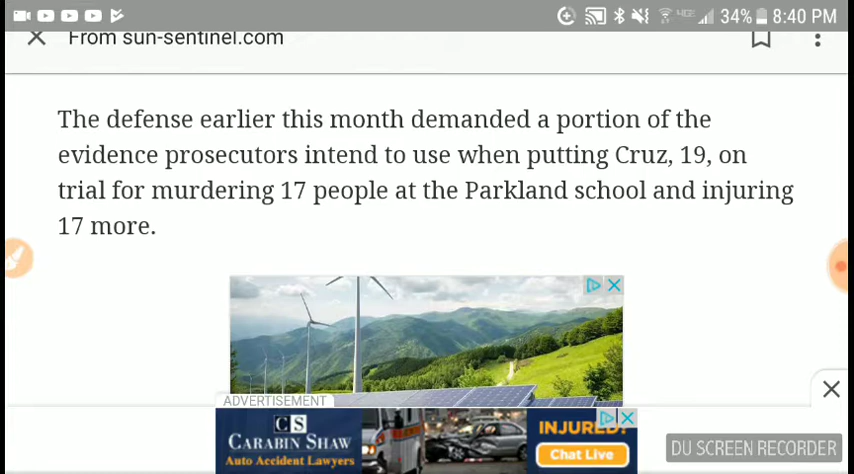 34% 8:40 PM
From sun-sentinel.com
The defense earlier this month demanded a portion of the
evidence prosecutors intend to use when putting Cruz, 19, on
trial for murdering 17 people at the Parkland school and injuring
17 more.
ADVERTISEMENT
CS
CARABIN SHAW
Auto Accident Lawyers
INJURED?
Chat Live
DU SCREEN RECORDER